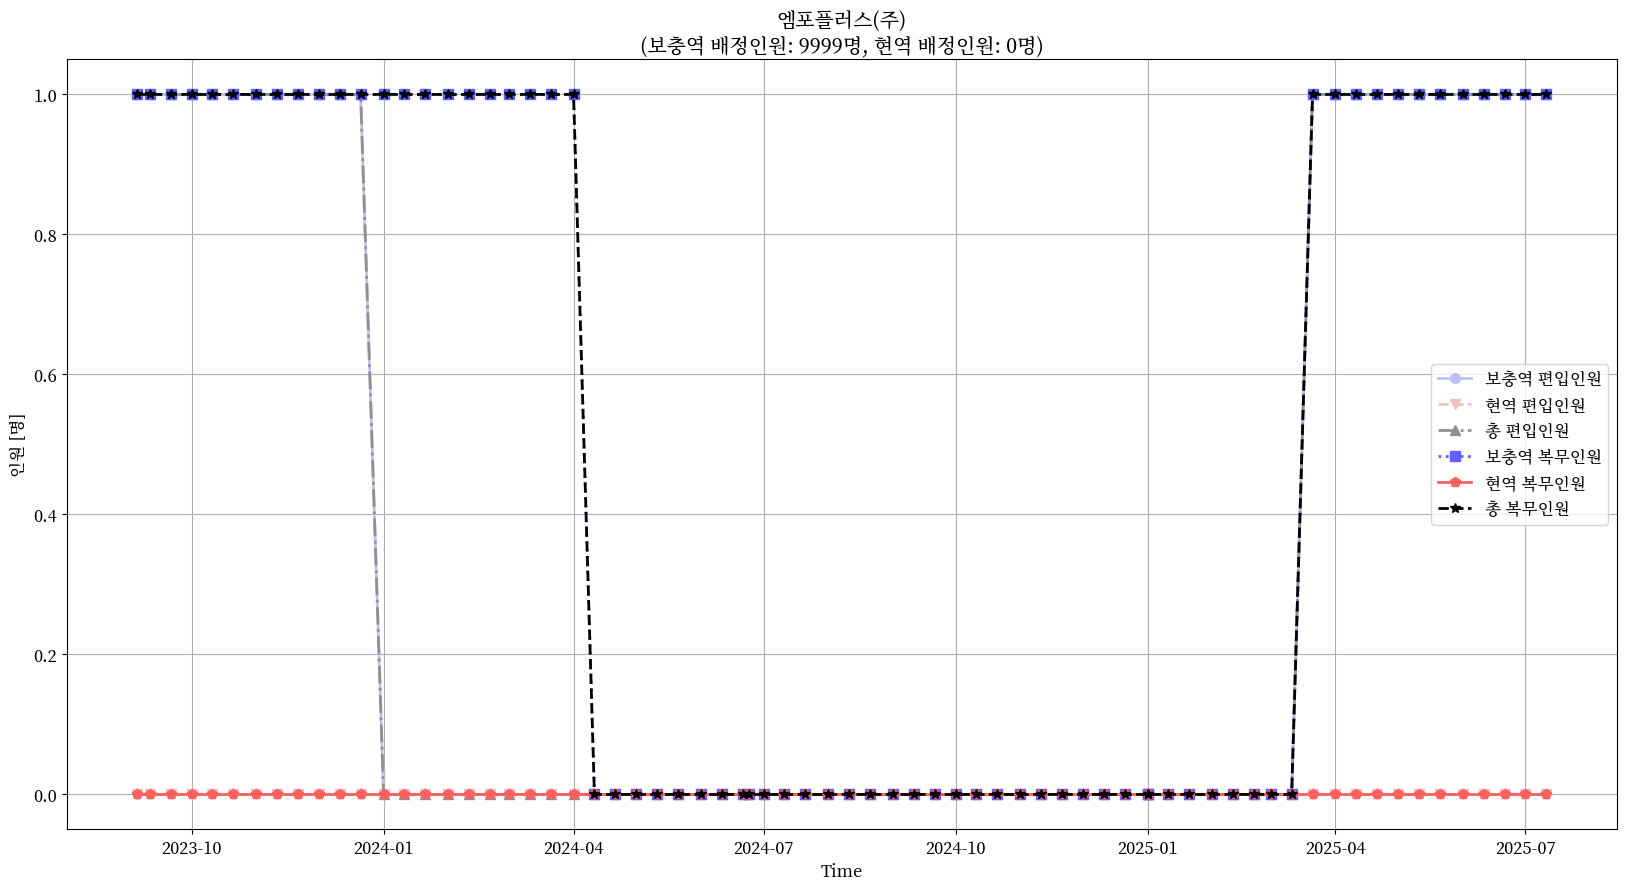 엠포플러스(주)
(보충역 배정인원: 9999명, 현역 배정인원: 0명)
인원 [명]
1.0
0.8
0.6
0.4
0.2
0.0
보충역 편입인원
현역 편입인원
총 편입인원
보충역 복무인원
현역 복무인원
총 복무인원
2023-10
2024-01
2024-04
2024-07
2024-10
2025-01
2025-04
2025-07
Time